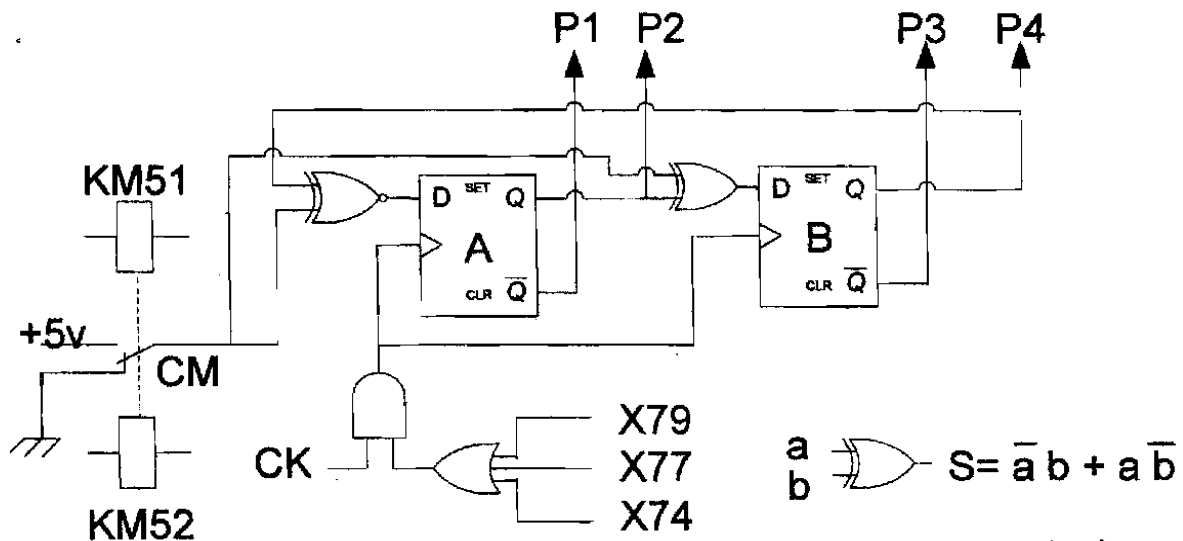 P1 P2 P3 P4
KM51
D SET Q
A
CLR Q̅
D SET Q
B
CLR Q̅
+5v
CM
X79
CK X77
X74
KM52
a
b
S= a̅ b + a b̅